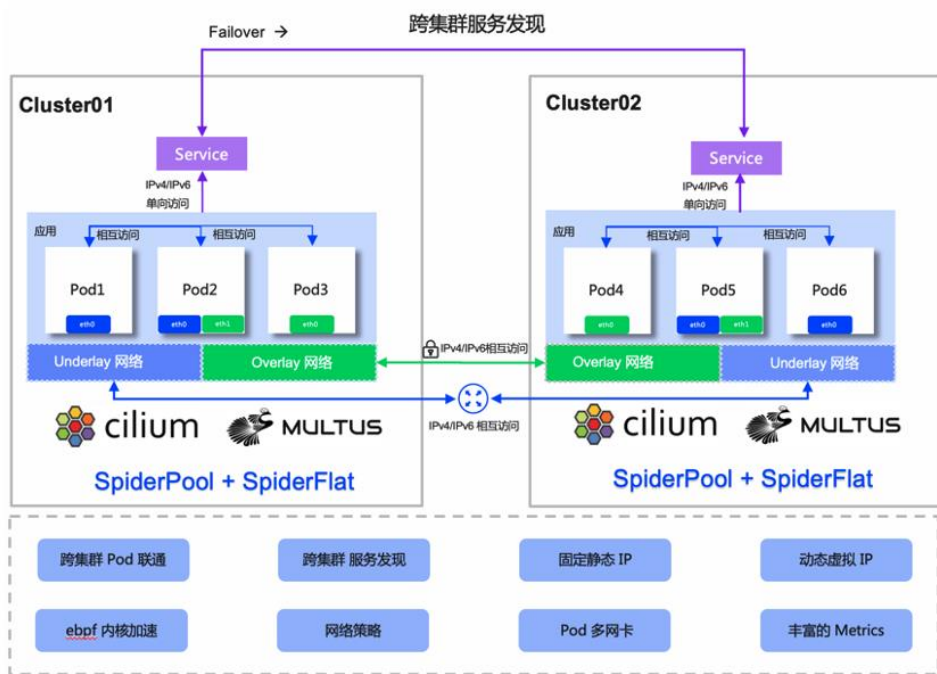 Failover →
跨集群服务发现
Cluster01
Service
IPv4/IPv6
单向访问
应用
相互访问
相互访问
Pod1
Pod2
Pod3
eth0
eth0
eth1
eth0
Underlay 网络
Overlay 网络
cilium
MULTUS
SpiderPool + SpiderFlat
IPv4/IPv6相互访问
IPv4/IPv6 相互访问
Cluster02
Service
IPv4/IPv6
单向访问
应用
相互访问
相互访问
Pod4
Pod5
Pod6
eth0
eth0
eth1
eth0
Overlay 网络
Underlay 网络
cilium
MULTUS
SpiderPool + SpiderFlat
跨集群 Pod 联通
跨集群 服务发现
固定静态 IP
动态虚拟 IP
ebpf 内核加速
网络策略
Pod 多网卡
丰富的 Metrics